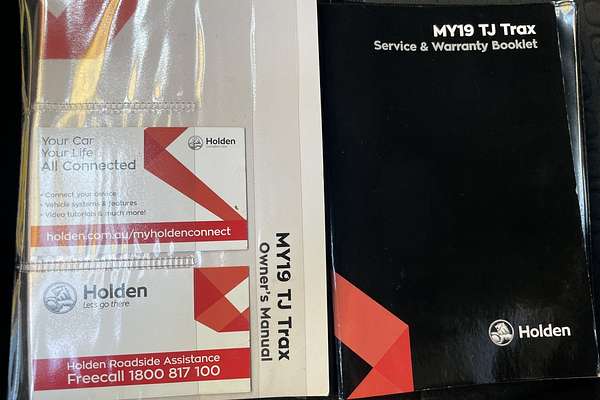 Your Car
Your Life
All Connected
• Connect your device
• Vehicle systems & features
• Video tutorials & much more!
holden.com.au/myholdenconnect
Holden
Holden
Let's go there.
Holden Roadside Assistance
Freecall 1800 817 100
MY19 TJ Trax
Owner's Manual
MY19 TJ Trax
Service & Warranty Booklet
Holden